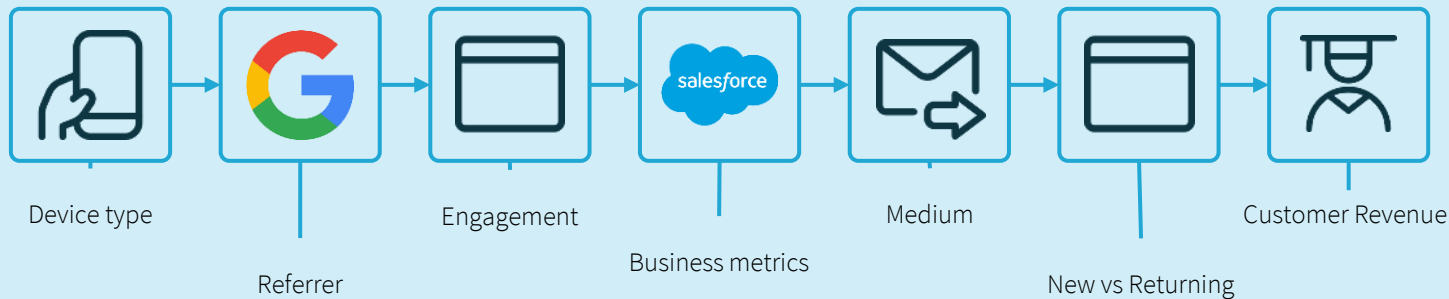 salesforce
Device type
Engagement
Medium
Customer Revenue
Business metrics
Referrer
New vs Returning